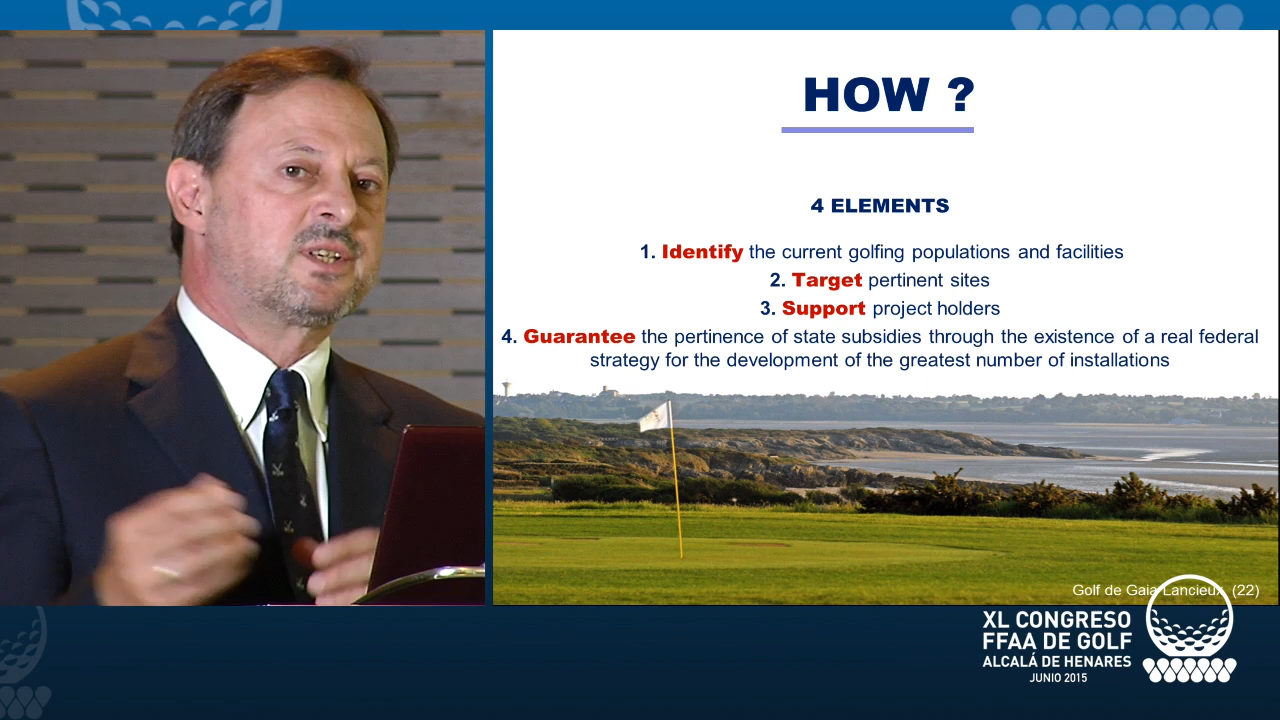 HOW ?
4 ELEMENTS
1. Identify the current golfing populations and facilities
2. Target pertinent sites
3. Support project holders
4. Guarantee the pertinence of state subsidies through the existence of a real federal
strategy for the development of the greatest number of installations
Golf de Gaia Lancieux (22)
XL CONGRESO
FFAA DE GOLF
ALCALÁ DE HENARES
JUNIO 2015